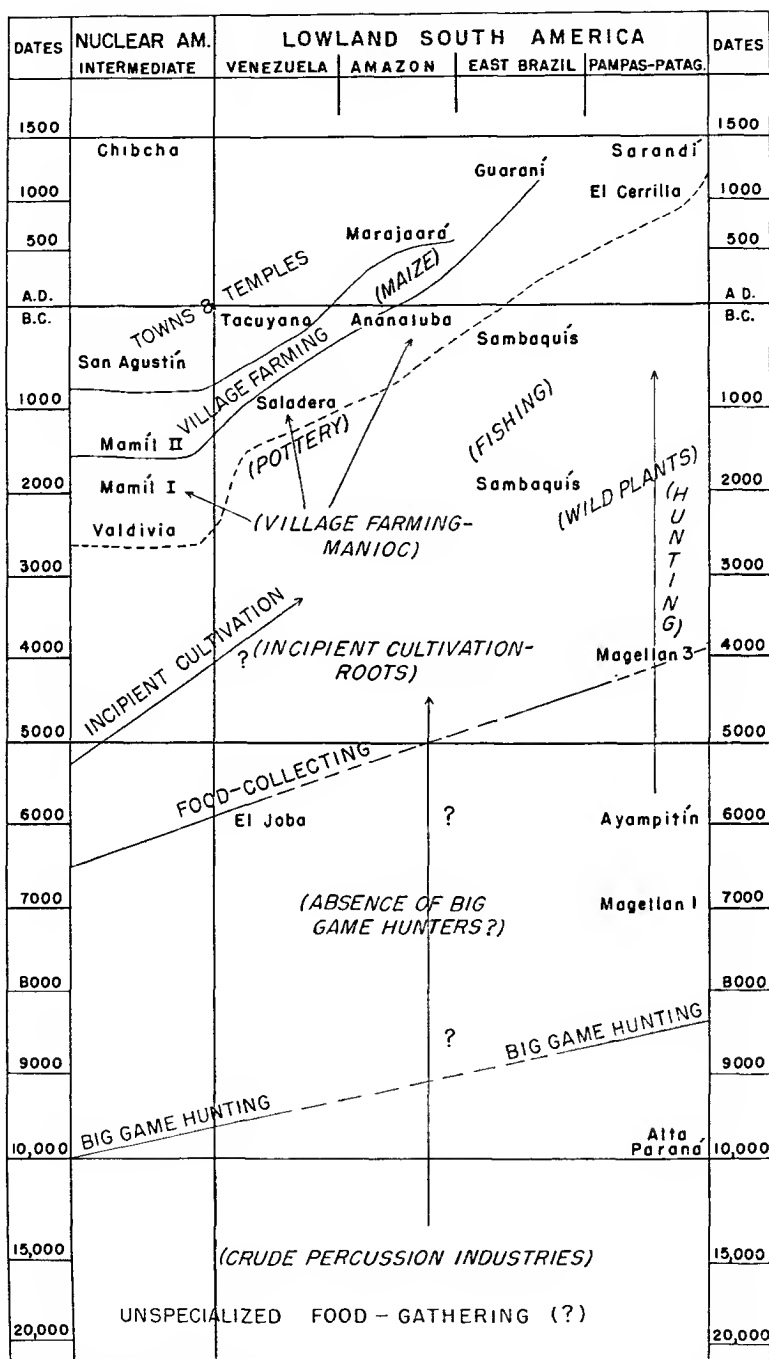 DATES NUCLEAR AM. LOWLAND SOUTH AMERICA DATES
INTERMEDIATE VENEZUELA AMAZON EAST BRAZIL PAMPAS-PATAG.
1500 1500
Chibcha Sarandí
Guaraní
1000 El Cerrilla 1000
Marajaará
500 500
(MAIZE)
TOWNS & TEMPLES
A.D. A D.
B.C. Tacuyano Ananatuba B.C.
San Agustín Sambaquís
VILLAGE FARMING
1000 Saladera 1000
(POTTERY) (FISHING)
Mamíl II
2000 Mamíl I Sambaquís 2000
(WILD PLANTS)
(HUNTING)
Valdivia (VILLAGE FARMING-
MANIOC)
3000 3000
INCIPIENT CULTIVATION
4000 ? (INCIPIENT CULTIVATION- Magellan 3 4000
ROOTS)
5000 5000
FOOD-COLLECTING
6000 El Joba ? Ayampitín 6000
7000 (ABSENCE OF BIG Magellan I 7000
GAME HUNTERS?)
8000 8000
? BIG GAME HUNTING
9000 9000
BIG GAME HUNTING
Alta
10,000 Paraná 10,000
15,000 (CRUDE PERCUSSION INDUSTRIES) 15,000
UNSPECIALIZED FOOD-GATHERING (?)
20,000 20,000